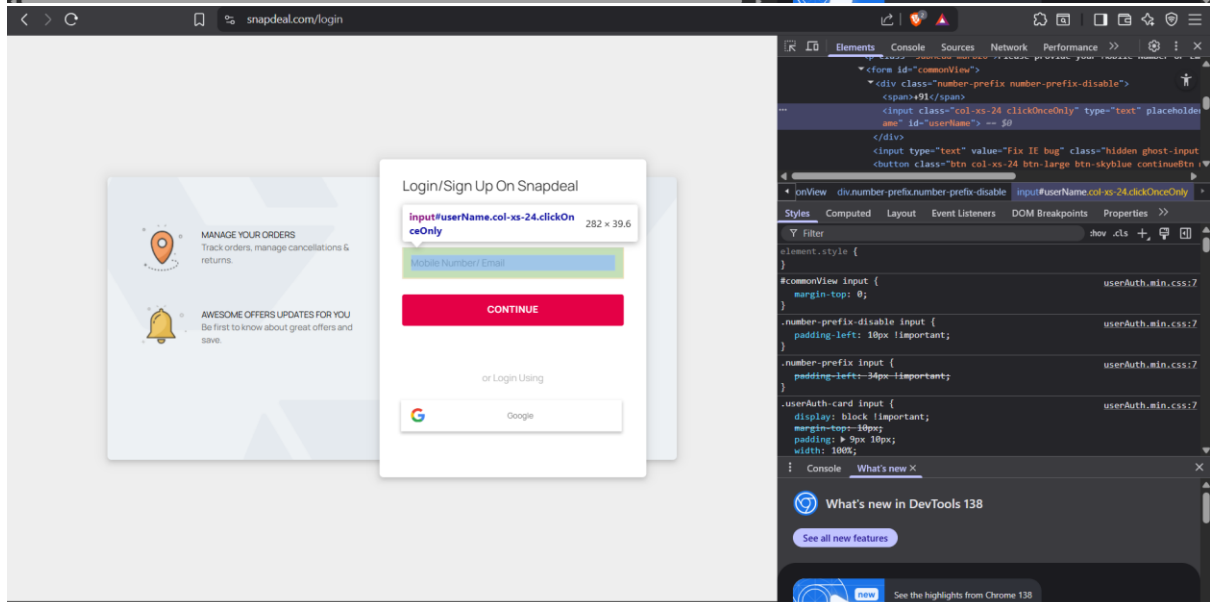 snapdeal.com/login
Login/Sign Up On Snapdeal
input#userName.col-xs-24.clickOn
ceOnly
282 × 39.6
Mobile Number/ Email
CONTINUE
or Login Using
Google
MANAGE YOUR ORDERS
Track orders, manage cancellations &
returns.
AWESOME OFFERS UPDATES FOR YOU
Be first to know about great offers and
save.
Elements Console Sources Network Performance
<form id="commonView">
<div class="number-prefix number-prefix-disable">
<span>+91</span>
<input class="col-xs-24 clickOnceOnly" type="text" placeholder
ame" id="userName"> == $0
</div>
<input type="text" value="Fix IE bug" class="hidden ghost-input
<button class="btn col-xs-24 btn-large btn-skyblue continueBtn
onView div.number-prefix.number-prefix-disable input#userName.col-xs-24.clickOnceOnly
Styles Computed Layout Event Listeners DOM Breakpoints Properties
Filter :hov .cls
element.style {
}
#commonView input { userAuth.min.css:7
margin-top: 0;
}
.number-prefix-disable input { userAuth.min.css:7
padding-left: 10px !important;
}
.number-prefix input { userAuth.min.css:7
padding-left: 34px !important;
}
.userAuth-card input { userAuth.min.css:7
display: block !important;
margin-top: 10px;
padding: 9px 10px;
width: 100%;
Console What's new
What's new in DevTools 138
See all new features
new
See the highlights from Chrome 138